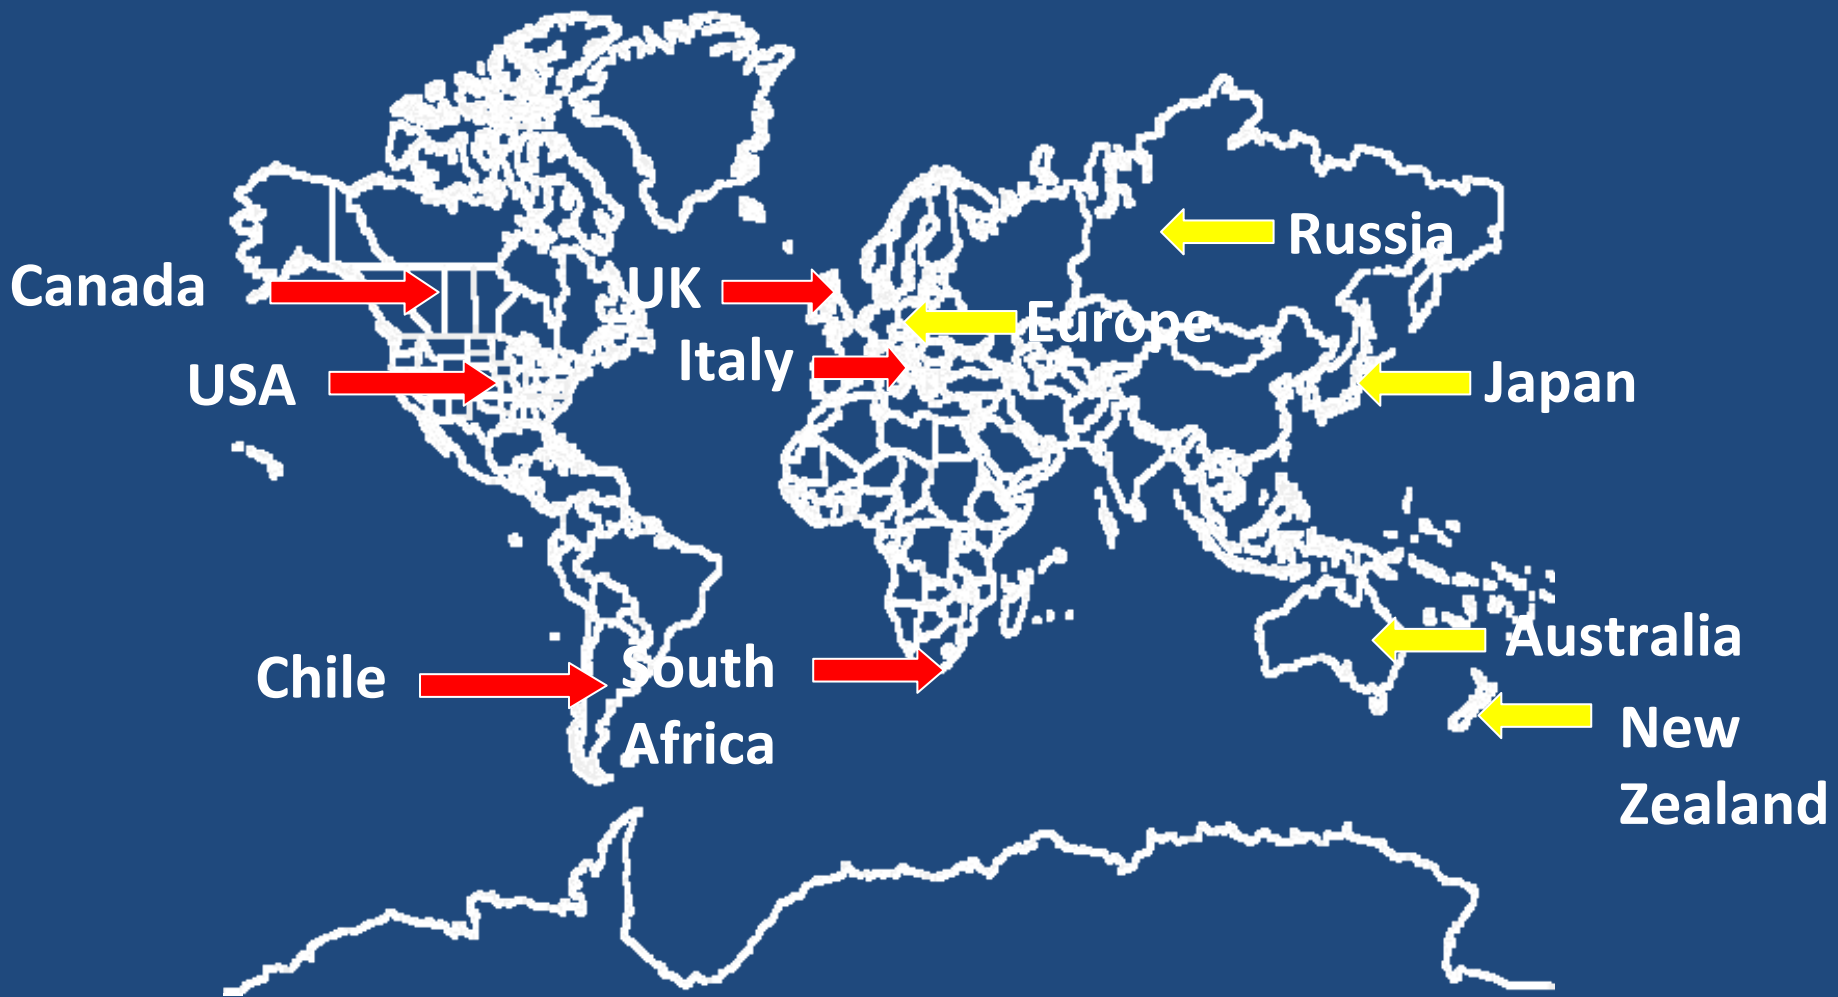 Russia
Canada
UK
Europe
Italy
USA
Japan
Australia
Chile
South
Africa
New
Zealand